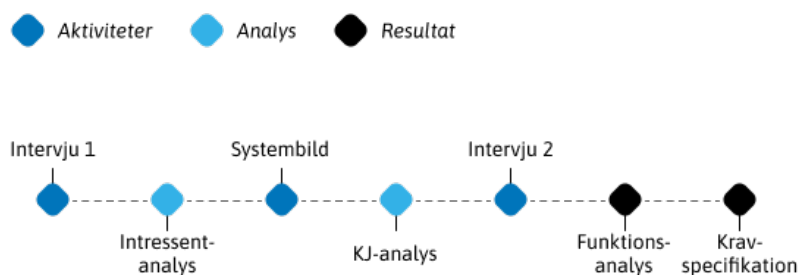 Aktiviteter
Analys
Resultat
Intervju 1
Systembild
Intervju 2
Intressent-
analys
KJ-analys
Funktions-
analys
Krav-
specifikation